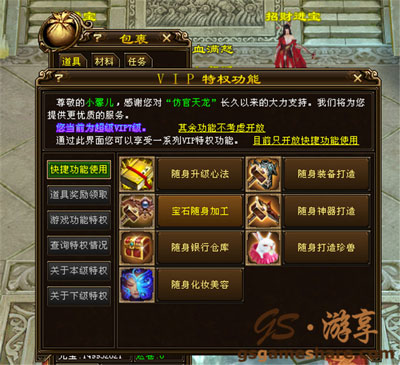 招財进宝
包裹
血满怒
道具
材料
任务
VIP特权功能
尊敬的小馨儿,感谢您对“仿官天龙”长久以来的大力支持。我们将为您
提供更优质的服务。
您当前为超级VIP7级。
其余功能不考虑开放
通过此界面您可以享受一系列VIP特权功能。
目前只开放快捷功能使用
快捷功能使用
随身升级心法
随身装备打造
道具奖励领取
宝石随身加工
随身神器打造
游戏功能特权
查询特权情况
随身银行仓库
随身打造珍兽
关于本级特权
随身化妆美容
关于下级特权
GS·游享